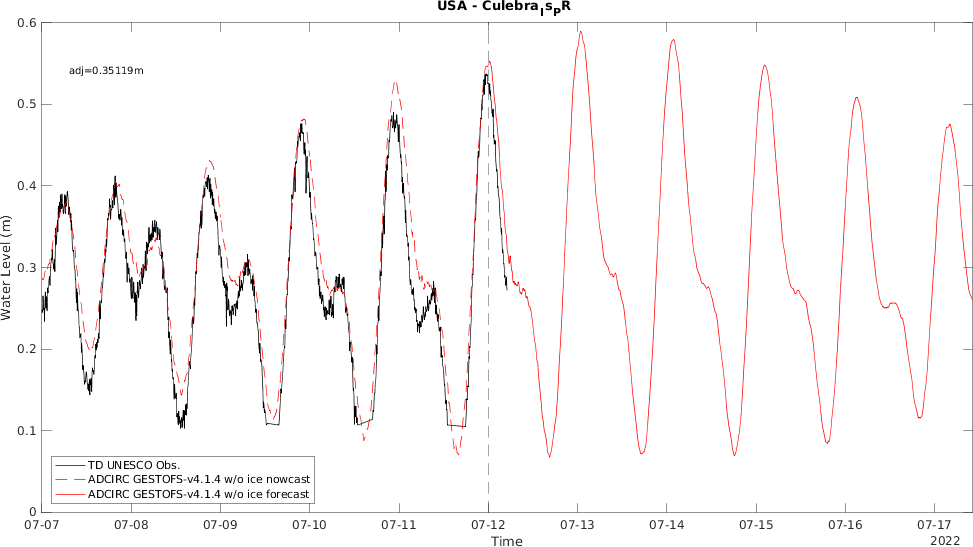 USA - CulebraIsPR
adj=0.35119m
0.6
0.5
0.4
0.3
0.2
0.1
0
Water Level (m)
TD UNESCO Obs.
ADCIRC GESTOFS-v4.1.4 w/o ice nowcast
ADCIRC GESTOFS-v4.1.4 w/o ice forecast
07-07 07-08 07-09 07-10 07-11 07-12 07-13 07-14 07-15 07-16 07-17
Time
2022